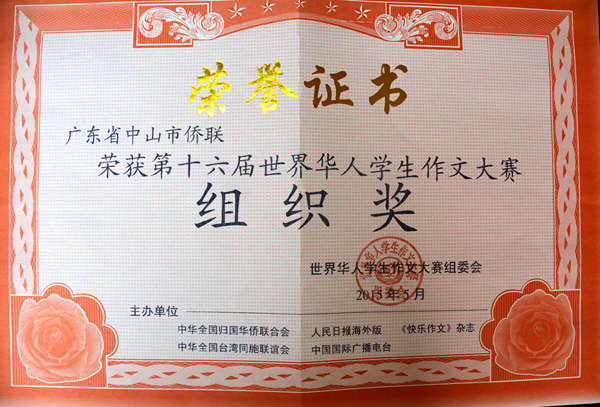 荣誉证书
广东省中山市侨联
荣获第十六届世界华人学生作文大赛
组织奖
世界华人学生作文大赛组委会
2015年5月
主办单位
中华全国归国华侨联合会 人民日报海外版 《快乐作文》杂志
中华全国台湾同胞联谊会 中国国际广播电台